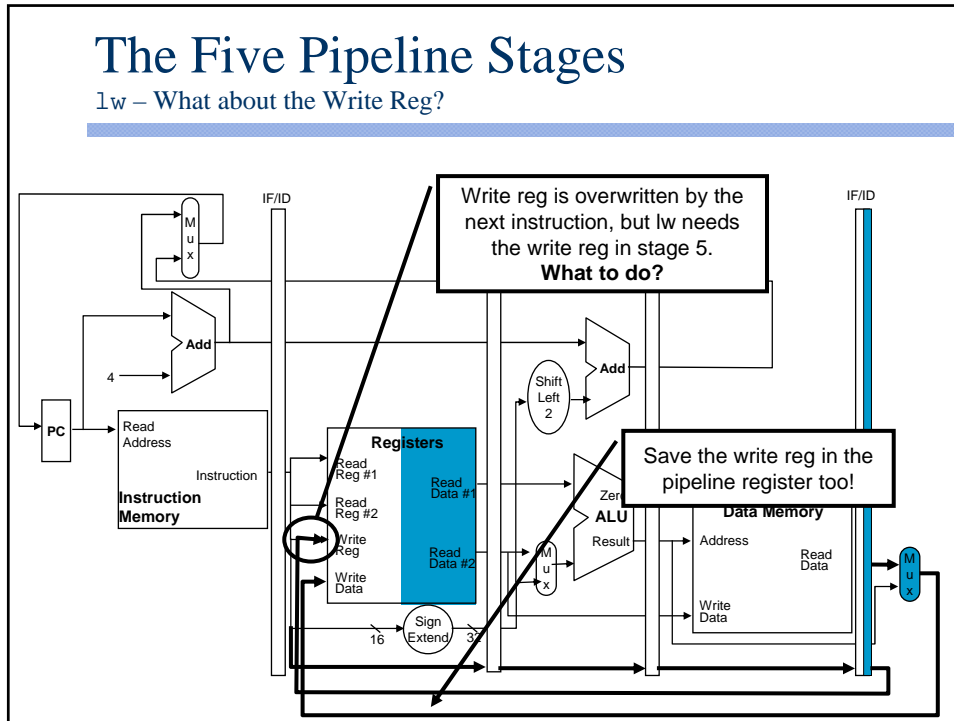 The Five Pipeline Stages
lw – What about the Write Reg?
IF/ID
IF/ID
Write reg is overwritten by the
next instruction, but lw needs
the write reg in stage 5.
What to do?
M
u
x
Add
4
Add
Shift
Left
2
PC
Read
Address
Instruction
Instruction
Memory
Registers
Read
Reg #1
Read
Reg #2
Write
Reg
Write
Data
Read
Data #1
Read
Data #2
Save the write reg in the
pipeline register too!
Zero
ALU
Result
M
u
x
Data Memory
Address
Read
Data
Write
Data
M
u
x
16
Sign
Extend
32